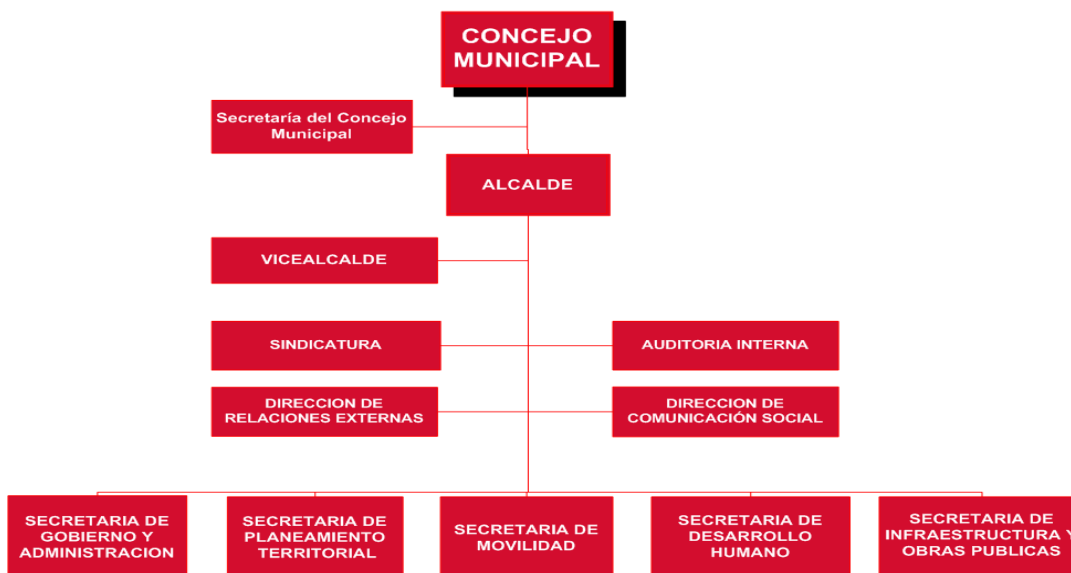 CONCEJO
MUNICIPAL
Secretaría del Concejo
Municipal
ALCALDE
VICEALCALDE
SINDICATURA
AUDITORIA INTERNA
DIRECCION DE
RELACIONES EXTERNAS
DIRECCION DE
COMUNICACIÓN SOCIAL
SECRETARIA DE
GOBIERNO Y
ADMINISTRACION
SECRETARIA DE
PLANEAMIENTO
TERRITORIAL
SECRETARIA DE
MOVILIDAD
SECRETARIA DE
DESARROLLO
HUMANO
SECRETARIA DE
INFRAESTRUCTURA Y
OBRAS PUBLICAS